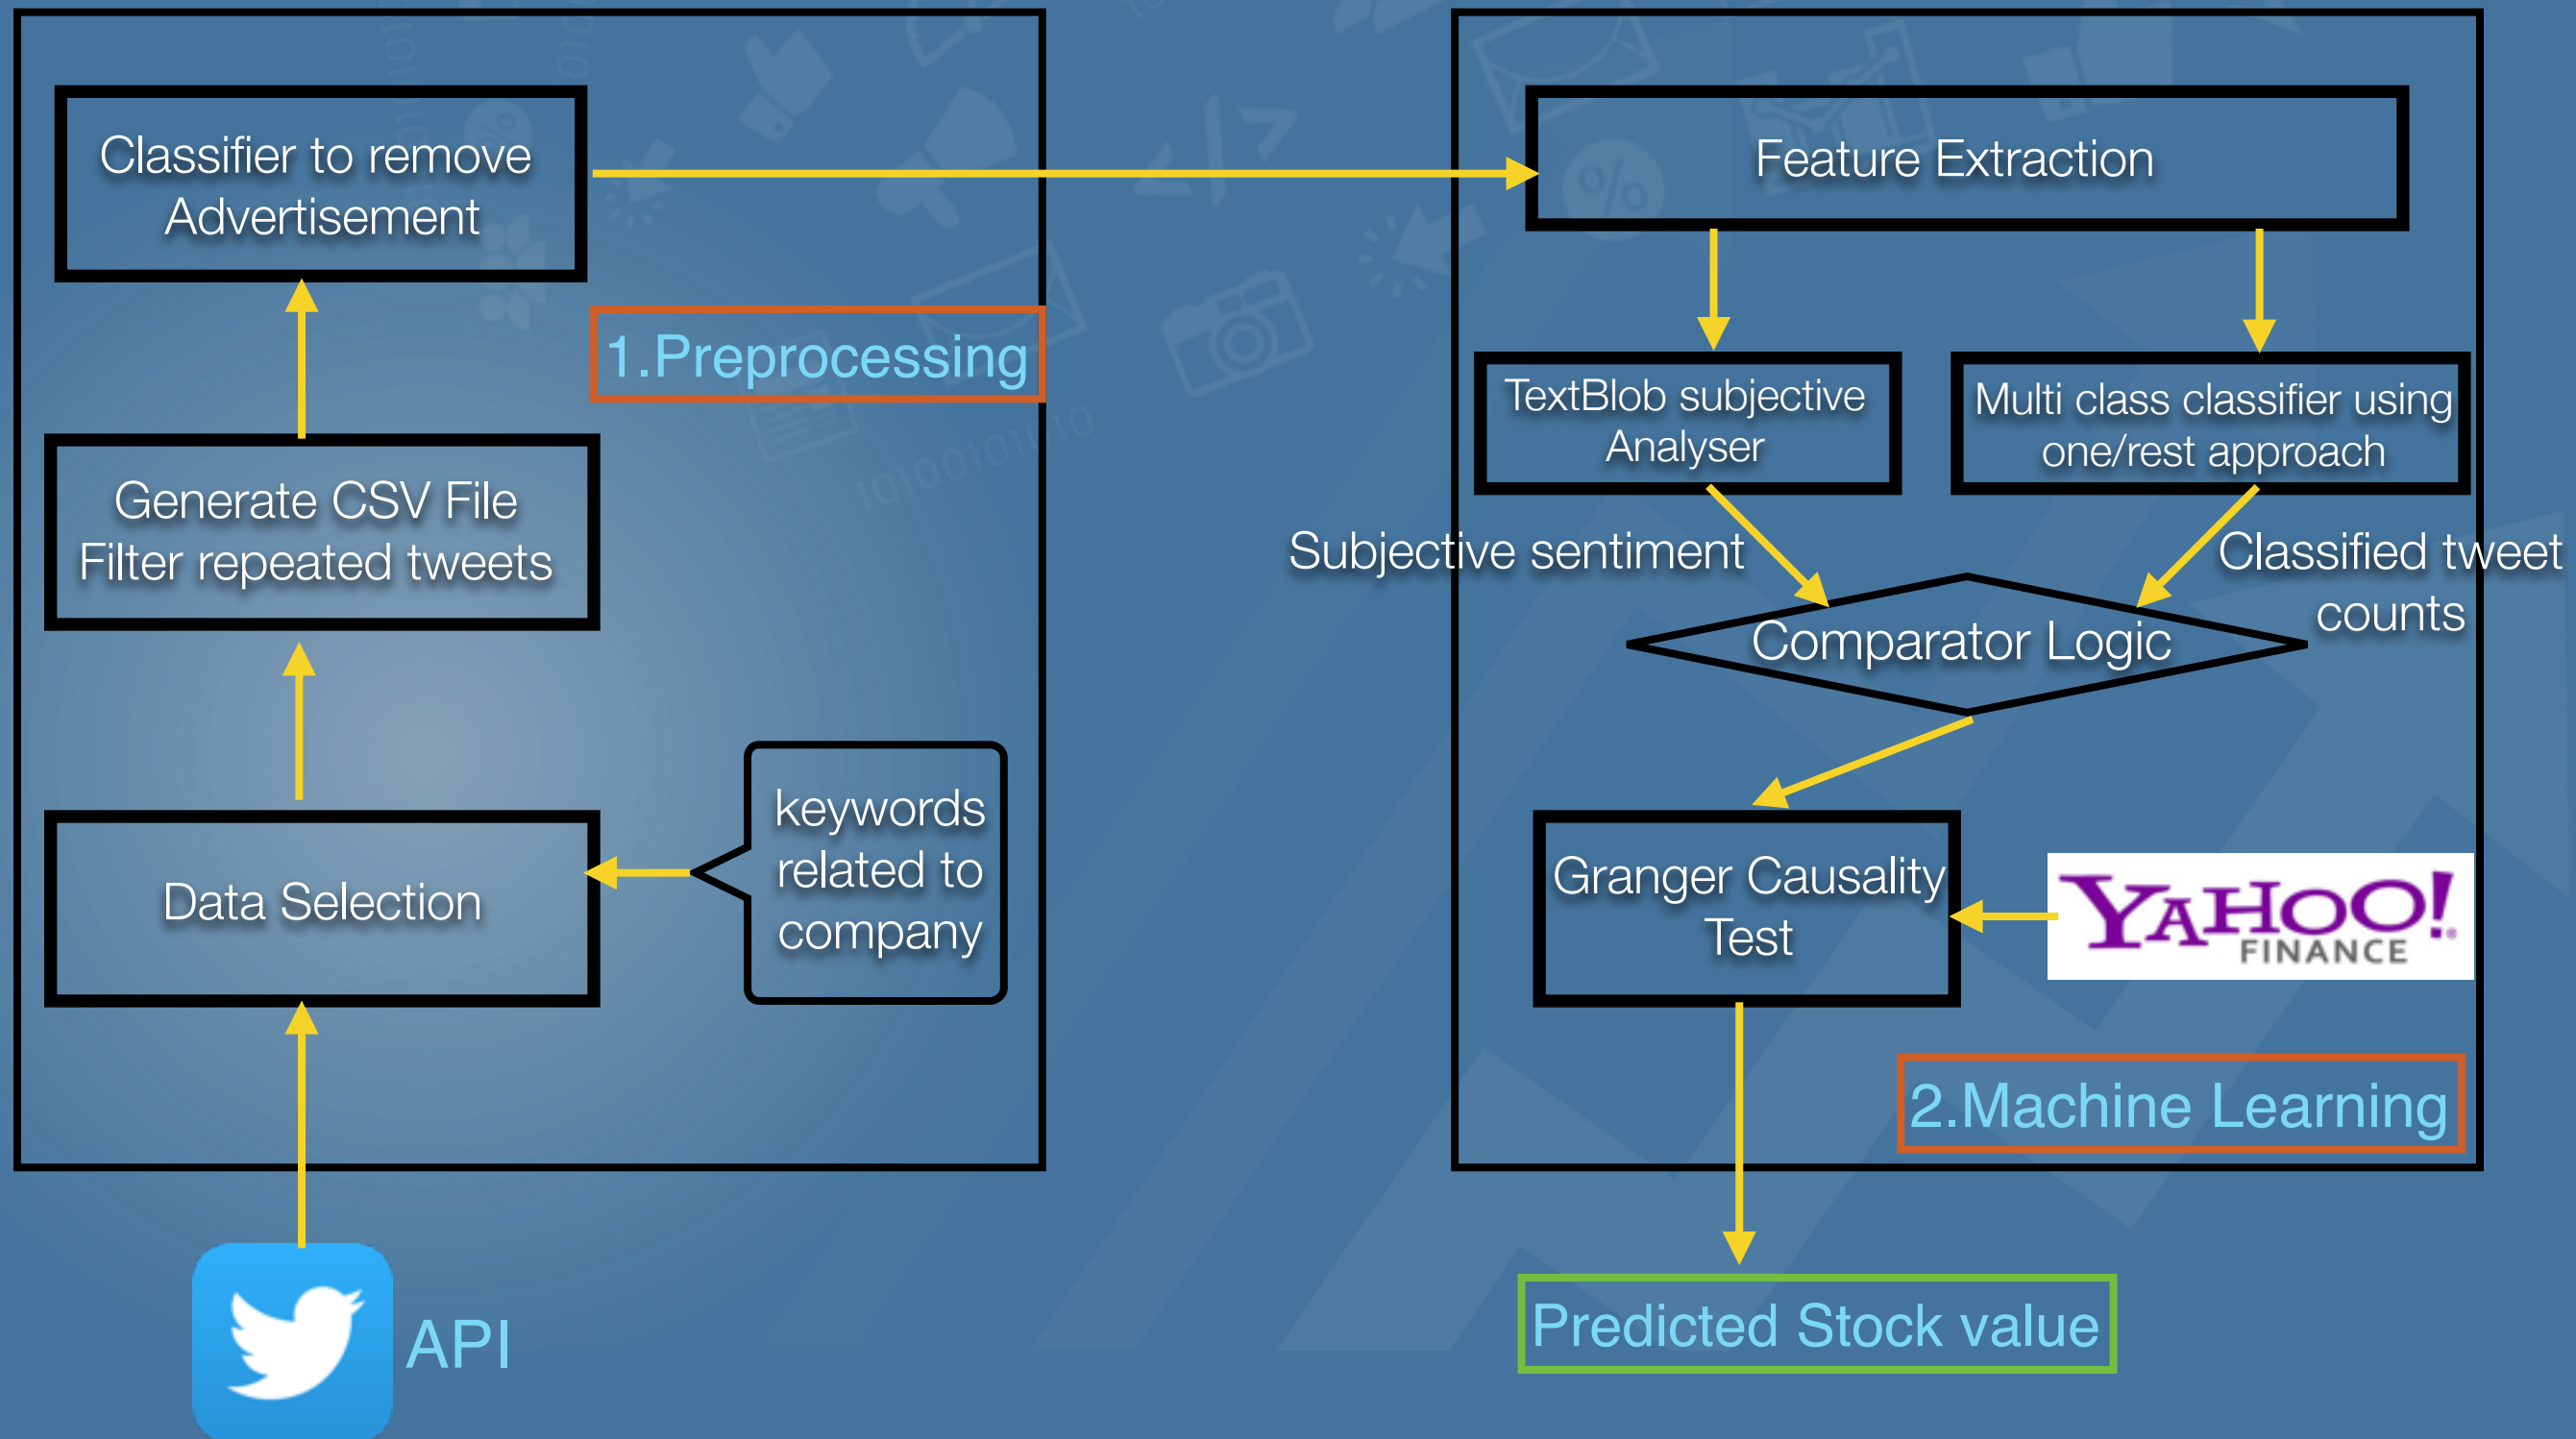 Classifier to remove
Advertisement
1.Preprocessing
Generate CSV File
Filter repeated tweets
keywords
related to
company
Data Selection
API
Feature Extraction
TextBlob subjective
Analyser
Multi class classifier using
one/rest approach
Subjective sentiment
Classified tweet
counts
Comparator Logic
Granger Causality
Test
YAHOO!
FINANCE
2.Machine Learning
Predicted Stock value